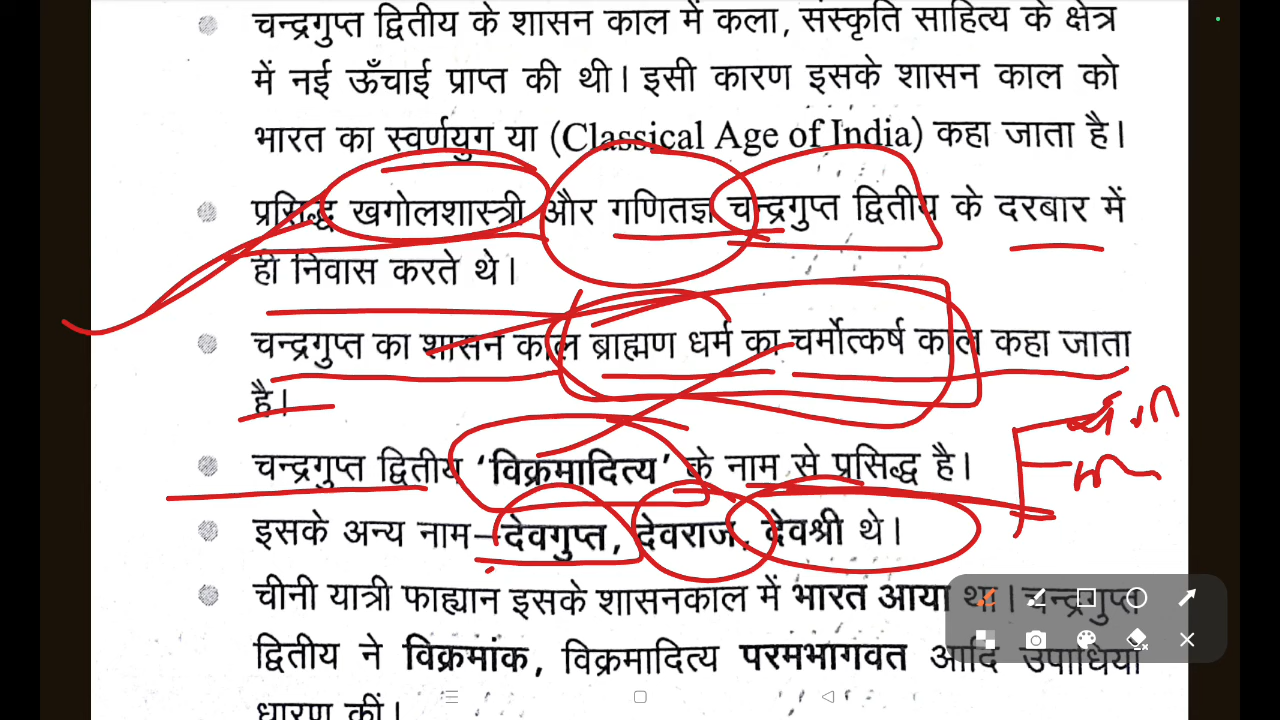 चन्द्रगुप्त द्वितीय के शासन काल में कला, संस्कृति साहित्य के क्षेत्र
में नई ऊँचाई प्राप्त की थी। इसी कारण इसके शासन काल को
भारत का स्वर्णयुग या (Classical Age of India) कहा जाता है।
प्रसिद्ध खगोलशास्त्री और गणितज्ञ चन्द्रगुप्त द्वितीय के दरबार में
ही निवास करते थे।
चन्द्रगुप्त का शासन काल ब्राह्मण धर्म का चर्मोत्कर्ष काल कहा जाता
है।
चन्द्रगुप्त द्वितीय ‘विक्रमादित्य’ के नाम से प्रसिद्ध है।
इसके अन्य नाम–देवगुप्त, देवराज, देवश्री थे।
चीनी यात्री फाह्यान इसके शासनकाल में भारत आया था। चन्द्रगुप्त
द्वितीय ने विक्रमांक, विक्रमादित्य परमभागवत आदि उपाधियाँ
धारण कीं।